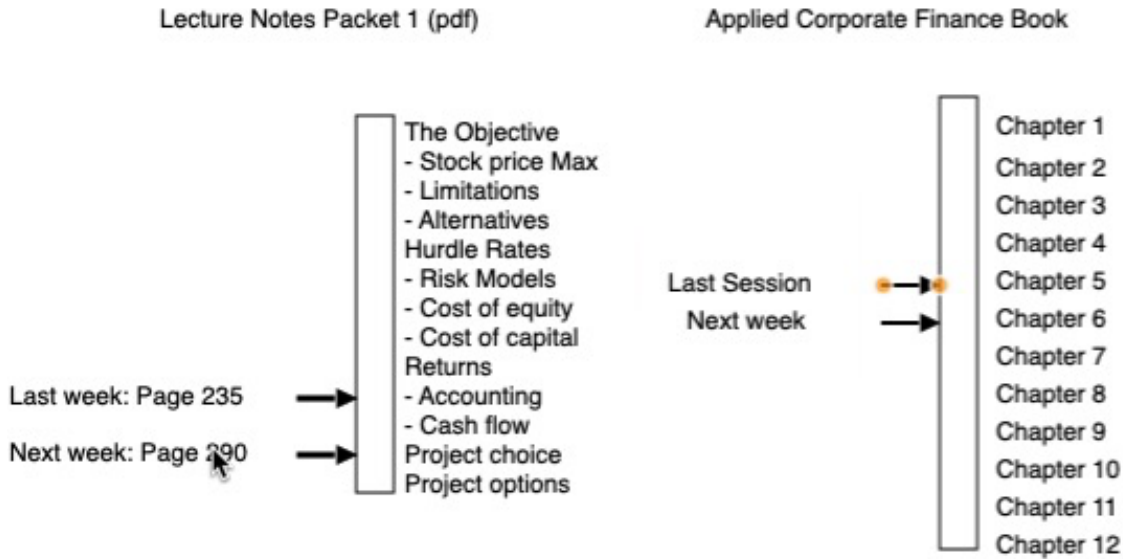 Lecture Notes Packet 1 (pdf)
Applied Corporate Finance Book
The Objective
- Stock price Max
- Limitations
- Alternatives
Hurdle Rates
- Risk Models
- Cost of equity
- Cost of capital
Returns
- Accounting
- Cash flow
Project choice
Project options
Last week: Page 235
Next week: Page 290
Last Session
Next week
Chapter 1
Chapter 2
Chapter 3
Chapter 4
Chapter 5
Chapter 6
Chapter 7
Chapter 8
Chapter 9
Chapter 10
Chapter 11
Chapter 12